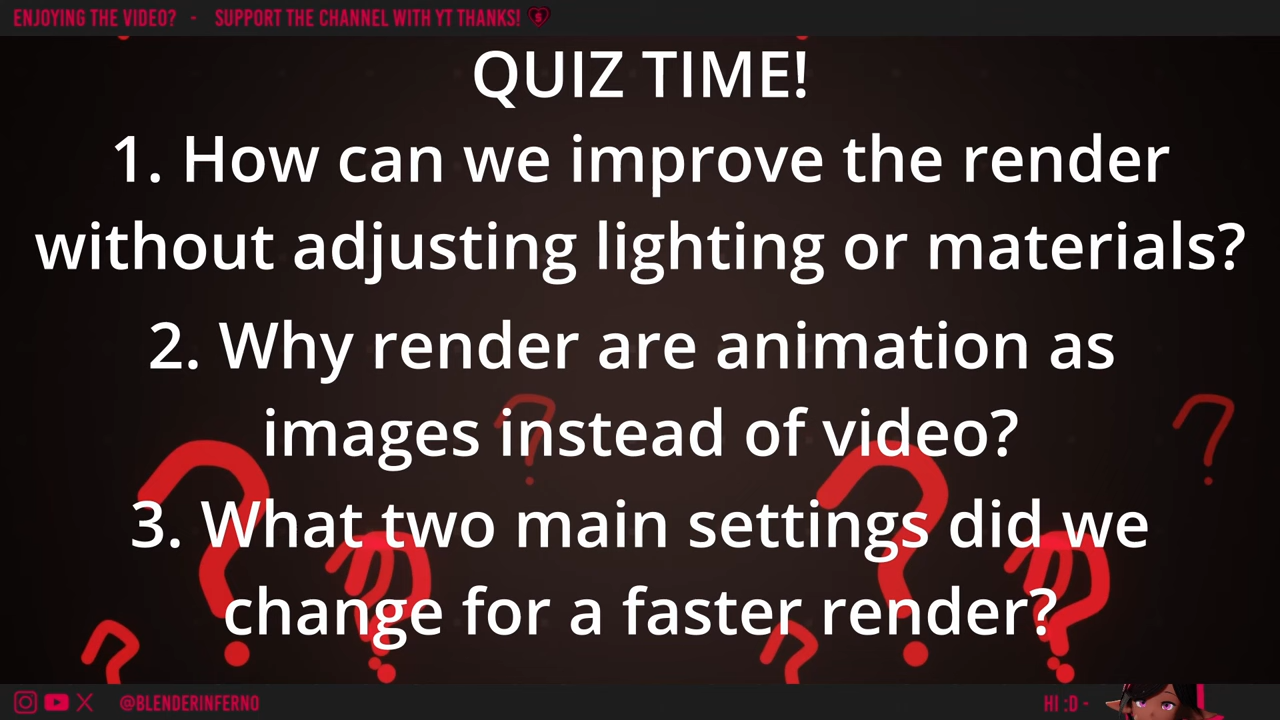 ENJOYING THE VIDEO? - SUPPORT THE CHANNEL WITH YT THANKS!
QUIZ TIME!
1. How can we improve the render
without adjusting lighting or materials?
2. Why render are animation as
images instead of video?
3. What two main settings did we
change for a faster render?
@BLENDERINFERNO
HI :D -